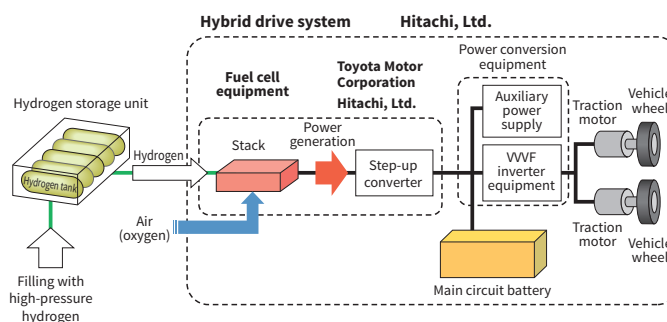 Hybrid drive system Hitachi, Ltd.
Power conversion
equipment
Toyota Motor
Corporation
Hitachi, Ltd.
Fuel cell
equipment
Hydrogen storage unit
Hydrogen tank
Hydrogen
Stack
Power
generation
Step-up
converter
Auxiliary
power
supply
VVVF
inverter
equipment
Traction
motor
Vehicle
wheel
Traction
motor
Vehicle
wheel
Air
(oxygen)
Filling with
high-pressure
hydrogen
Main circuit battery